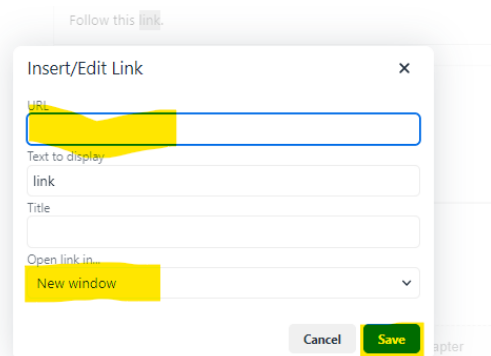 Follow this link.
Insert/Edit Link
URL
Text to display
link
Title
Open link in...
New window
Cancel Save
apter